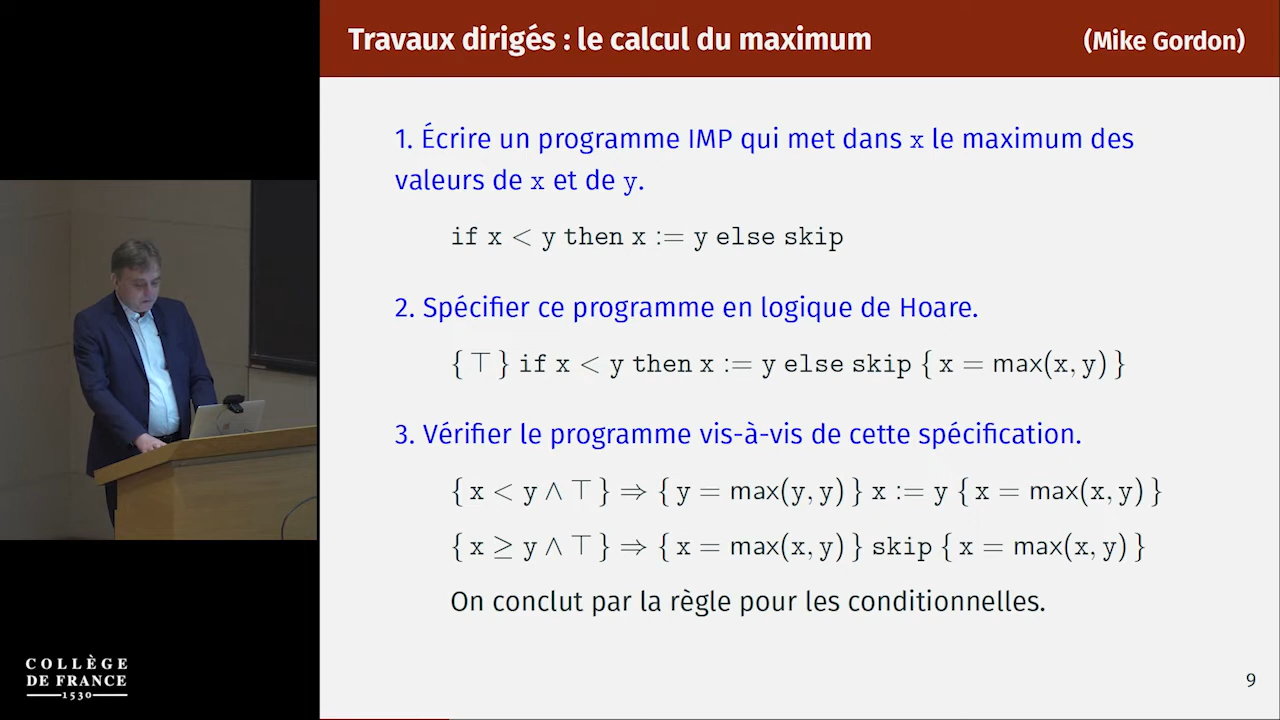 Travaux dirigés : le calcul du maximum (Mike Gordon)
1. Écrire un programme IMP qui met dans x le maximum des
valeurs de x et de y.
if x < y then x := y else skip
2. Spécifier ce programme en logique de Hoare.
{ ⊤ } if x < y then x := y else skip { x = max(x, y) }
3. Vérifier le programme vis-à-vis de cette spécification.
{ x < y ∧ ⊤ } ⇒ { y = max(y, y) } x := y { x = max(x, y) }
{ x ≥ y ∧ ⊤ } ⇒ { x = max(x, y) } skip { x = max(x, y) }
On conclut par la règle pour les conditionnelles.
COLLÈGE
DE FRANCE
1530
9